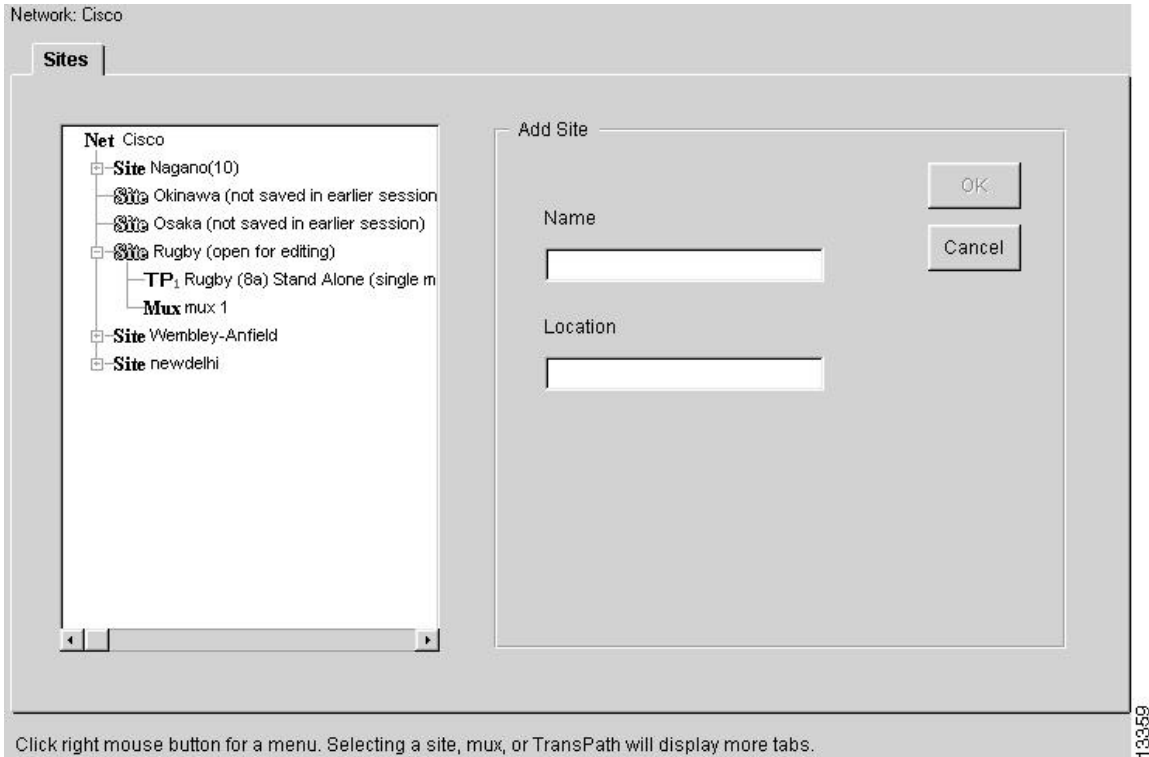 Network: Cisco
Sites
Net Cisco
Site Nagano(10)
Site Okinawa (not saved in earlier session
Site Osaka (not saved in earlier session)
Site Rugby (open for editing)
TP₁ Rugby (8a) Stand Alone (single m
Mux mux 1
Site Wembley-Anfield
Site newdelhi
Add Site
OK
Name
Cancel
Location
Click right mouse button for a menu. Selecting a site, mux, or TransPath will display more tabs.
13359